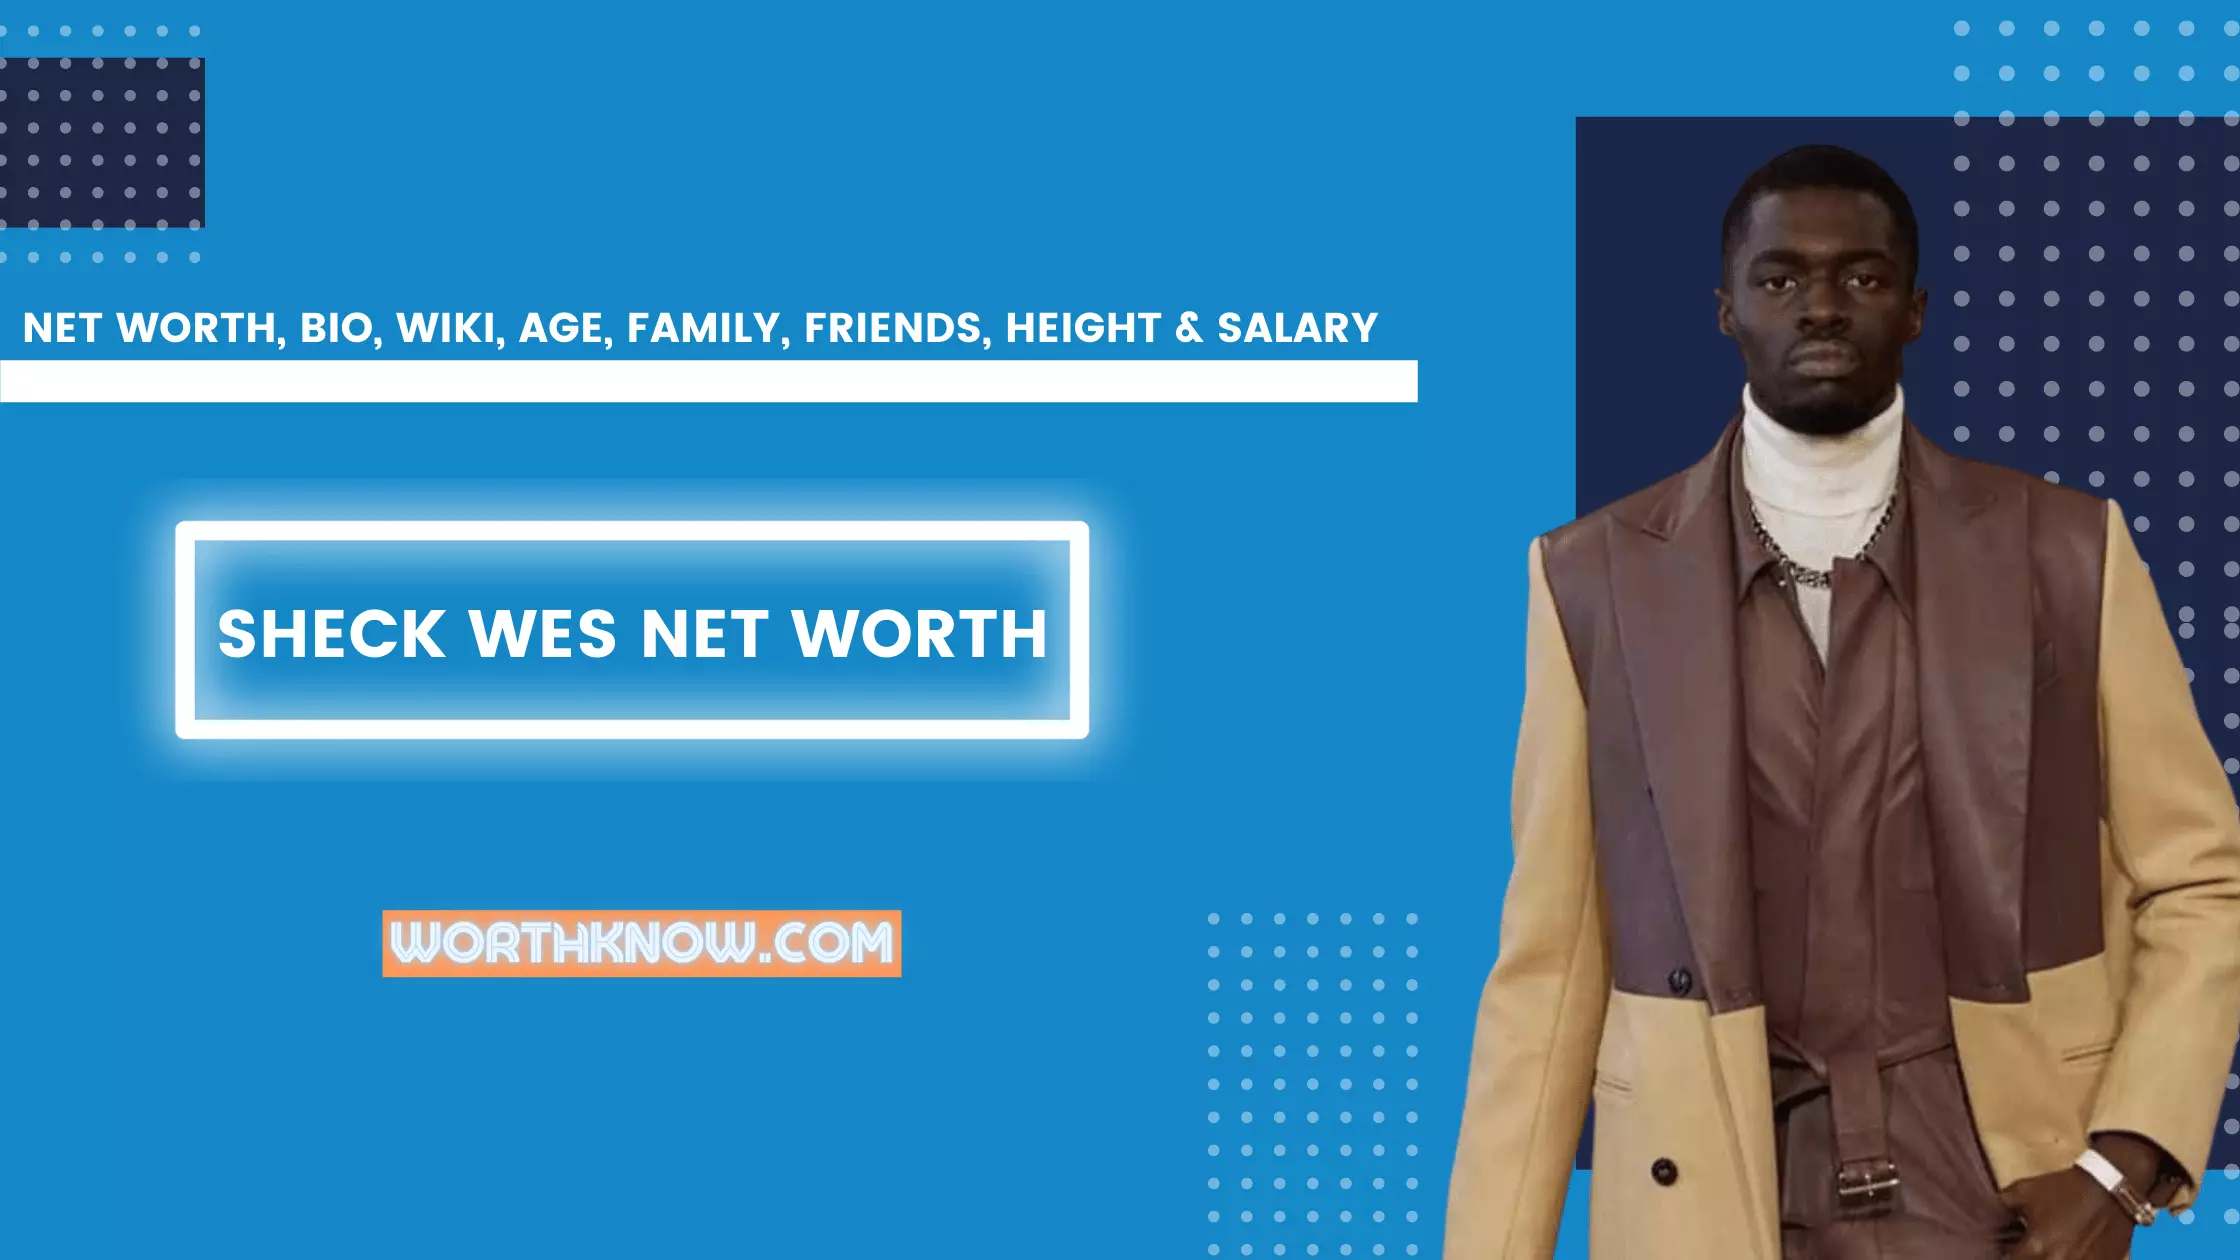 NET WORTH, BIO, WIKI, AGE, FAMILY, FRIENDS, HEIGHT & SALARY
SHECK WES NET WORTH
WORTHKNOW.COM